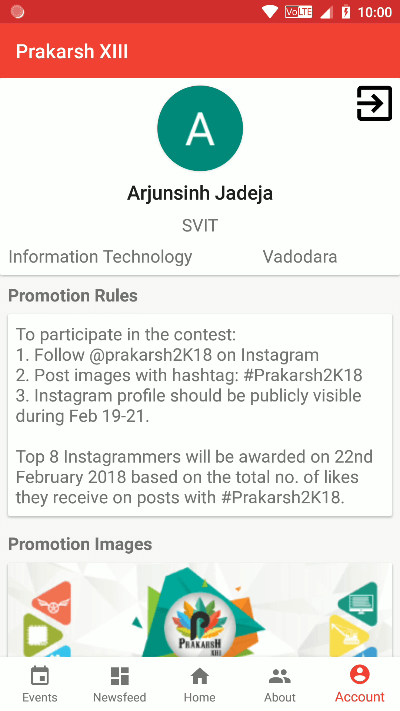 VoLTE 10:00
Prakarsh XIII
A
Arjunsinh Jadeja
SVIT
Information Technology Vadodara
Promotion Rules
To participate in the contest:
1. Follow @prakarsh2K18 on Instagram
2. Post images with hashtag: #Prakarsh2K18
3. Instagram profile should be publicly visible
during Feb 19-21.
Top 8 Instagrammers will be awarded on 22nd
February 2018 based on the total no. of likes
they receive on posts with #Prakarsh2K18.
Promotion Images
PRAKARSH
XIII
Events Newsfeed Home About Account